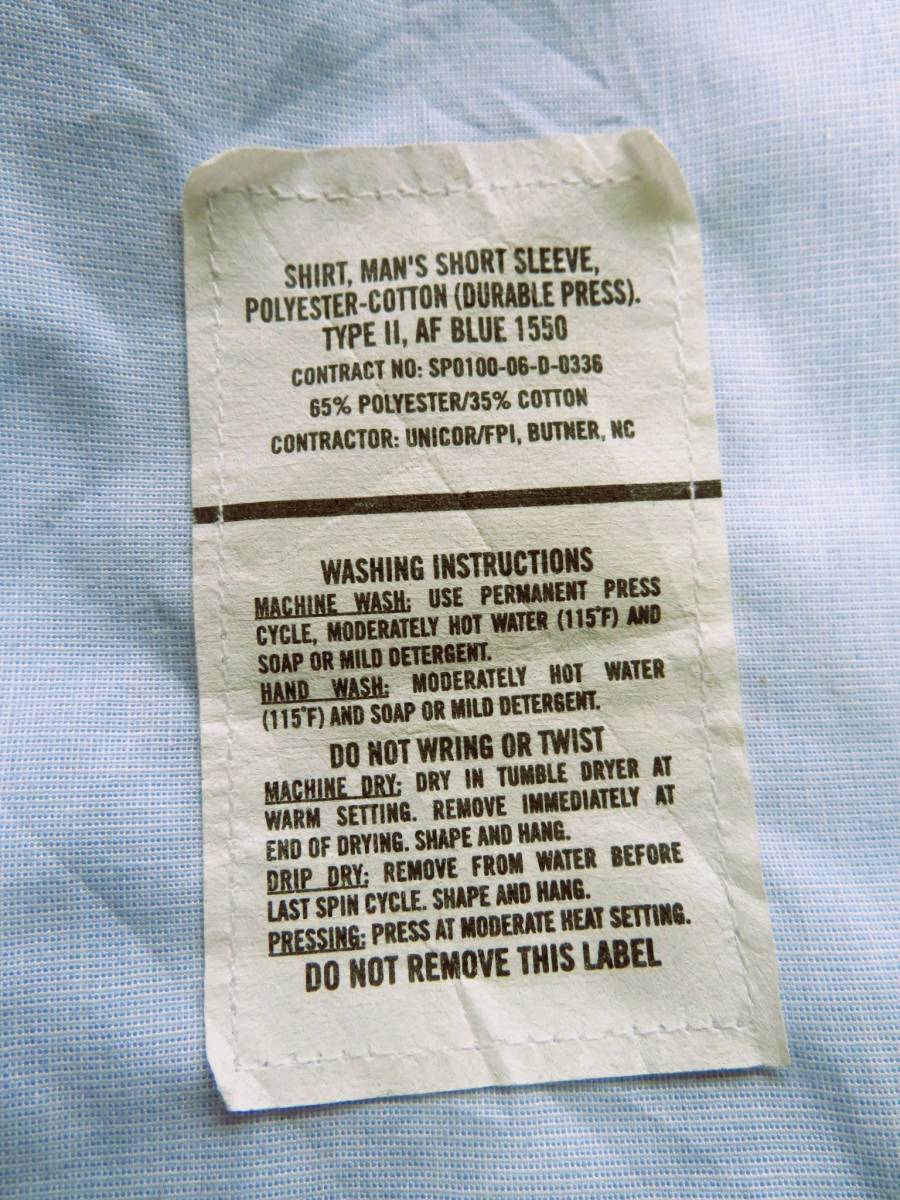 SHIRT, MAN'S SHORT SLEEVE,
POLYESTER-COTTON (DURABLE PRESS).
TYPE II, AF BLUE 1550
CONTRACT NO: SP0100-06-D-0336
65% POLYESTER/35% COTTON
CONTRACTOR: UNICOR/FPI, BUTNER, NC
WASHING INSTRUCTIONS
MACHINE WASH: USE PERMANENT PRESS
CYCLE, MODERATELY HOT WATER (115°F) AND
SOAP OR MILD DETERGENT.
HAND WASH: MODERATELY HOT WATER
(115°F) AND SOAP OR MILD DETERGENT.
DO NOT WRING OR TWIST
MACHINE DRY: DRY IN TUMBLE DRYER AT
WARM SETTING. REMOVE IMMEDIATELY AT
END OF DRYING. SHAPE AND HANG.
DRIP DRY: REMOVE FROM WATER BEFORE
LAST SPIN CYCLE. SHAPE AND HANG.
PRESSING: PRESS AT MODERATE HEAT SETTING.
DO NOT REMOVE THIS LABEL